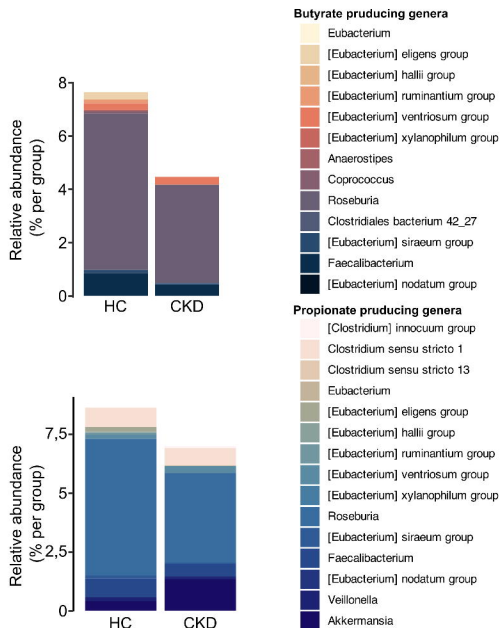 Butyrate pruducing genera
Eubacterium
[Eubacterium] eligens group
[Eubacterium] hallii group
[Eubacterium] ruminantium group
[Eubacterium] ventriosum group
[Eubacterium] xylanophilum group
Anaerostipes
Coprococcus
Roseburia
Clostridiales bacterium 42_27
[Eubacterium] siraeum group
Faecalibacterium
[Eubacterium] nodatum group
Relative abundance
(% per group)
8
6
4
2
0
HC CKD
Propionate pruducing genera
[Clostridium] innocuum group
Clostridium sensu stricto 1
Clostridium sensu stricto 13
Eubacterium
[Eubacterium] eligens group
[Eubacterium] hallii group
[Eubacterium] ruminantium group
[Eubacterium] ventriosum group
[Eubacterium] xylanophilum group
Roseburia
[Eubacterium] siraeum group
Faecalibacterium
[Eubacterium] nodatum group
Veillonella
Akkermansia
Relative abundance
(% per group)
7,5
5
2,5
0
HC CKD